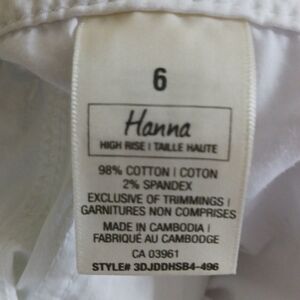 6
Hanna
HIGH RISE | TAILLE HAUTE
98% COTTON | COTON
2% SPANDEX
EXCLUSIVE OF TRIMMINGS |
GARNITURES NON COMPRISES
MADE IN CAMBODIA |
FABRIQUÉ AU CAMBODGE
CA 03961
STYLE# 3DJDDHSB4-496